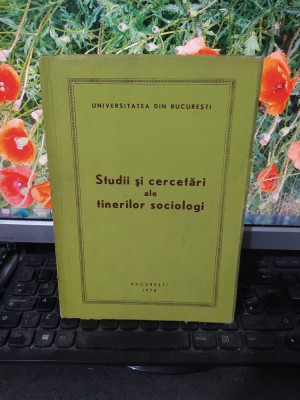 UNIVERSITATEA DIN BUCUREȘTI
Studii și cercetări
ale
tinerilor sociologi
BUCUREȘTI